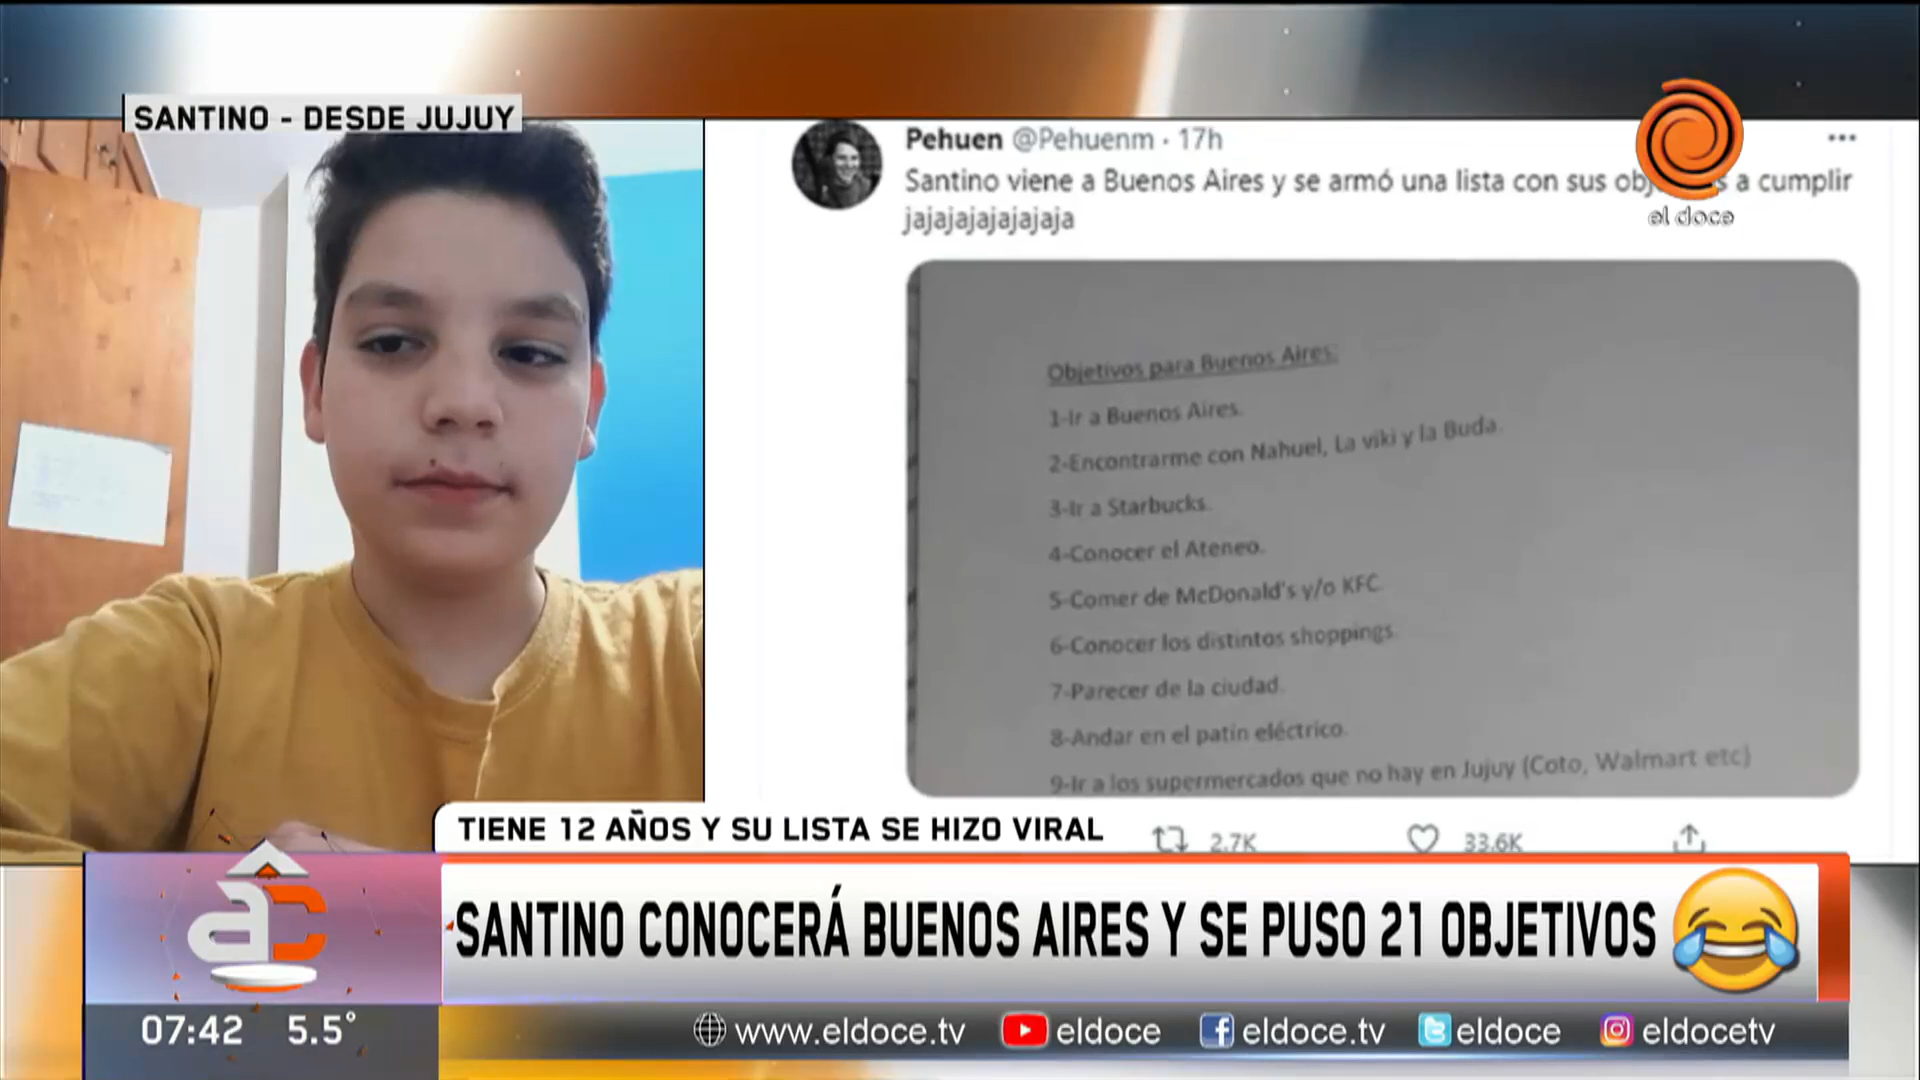 SANTINO - DESDE JUJUY
Pehuen @Pehuenm · 17h
Santino viene a Buenos Aires y se armó una lista con sus obj s a cumplir
jajajajajajajaja
el doce
Objetivos para Buenos Aires:
1-Ir a Buenos Aires.
2-Encontrarme con Nahuel, La viki y la Buda.
3-Ir a Starbucks.
4-Conocer el Ateneo.
5-Comer de McDonald's y/o KFC.
6-Conocer los distintos shoppings.
7-Parecer de la ciudad.
8-Andar en el patín eléctrico.
9-Ir a los supermercados que no hay en Jujuy (Coto, Walmart etc)
2.7K 33.6K
TIENE 12 AÑOS Y SU LISTA SE HIZO VIRAL
SANTINO CONOCERÁ BUENOS AIRES Y SE PUSO 21 OBJETIVOS
ac
07:42 5.5°
www.eldoce.tv eldoce eldoce.tv eldoce eldocetv